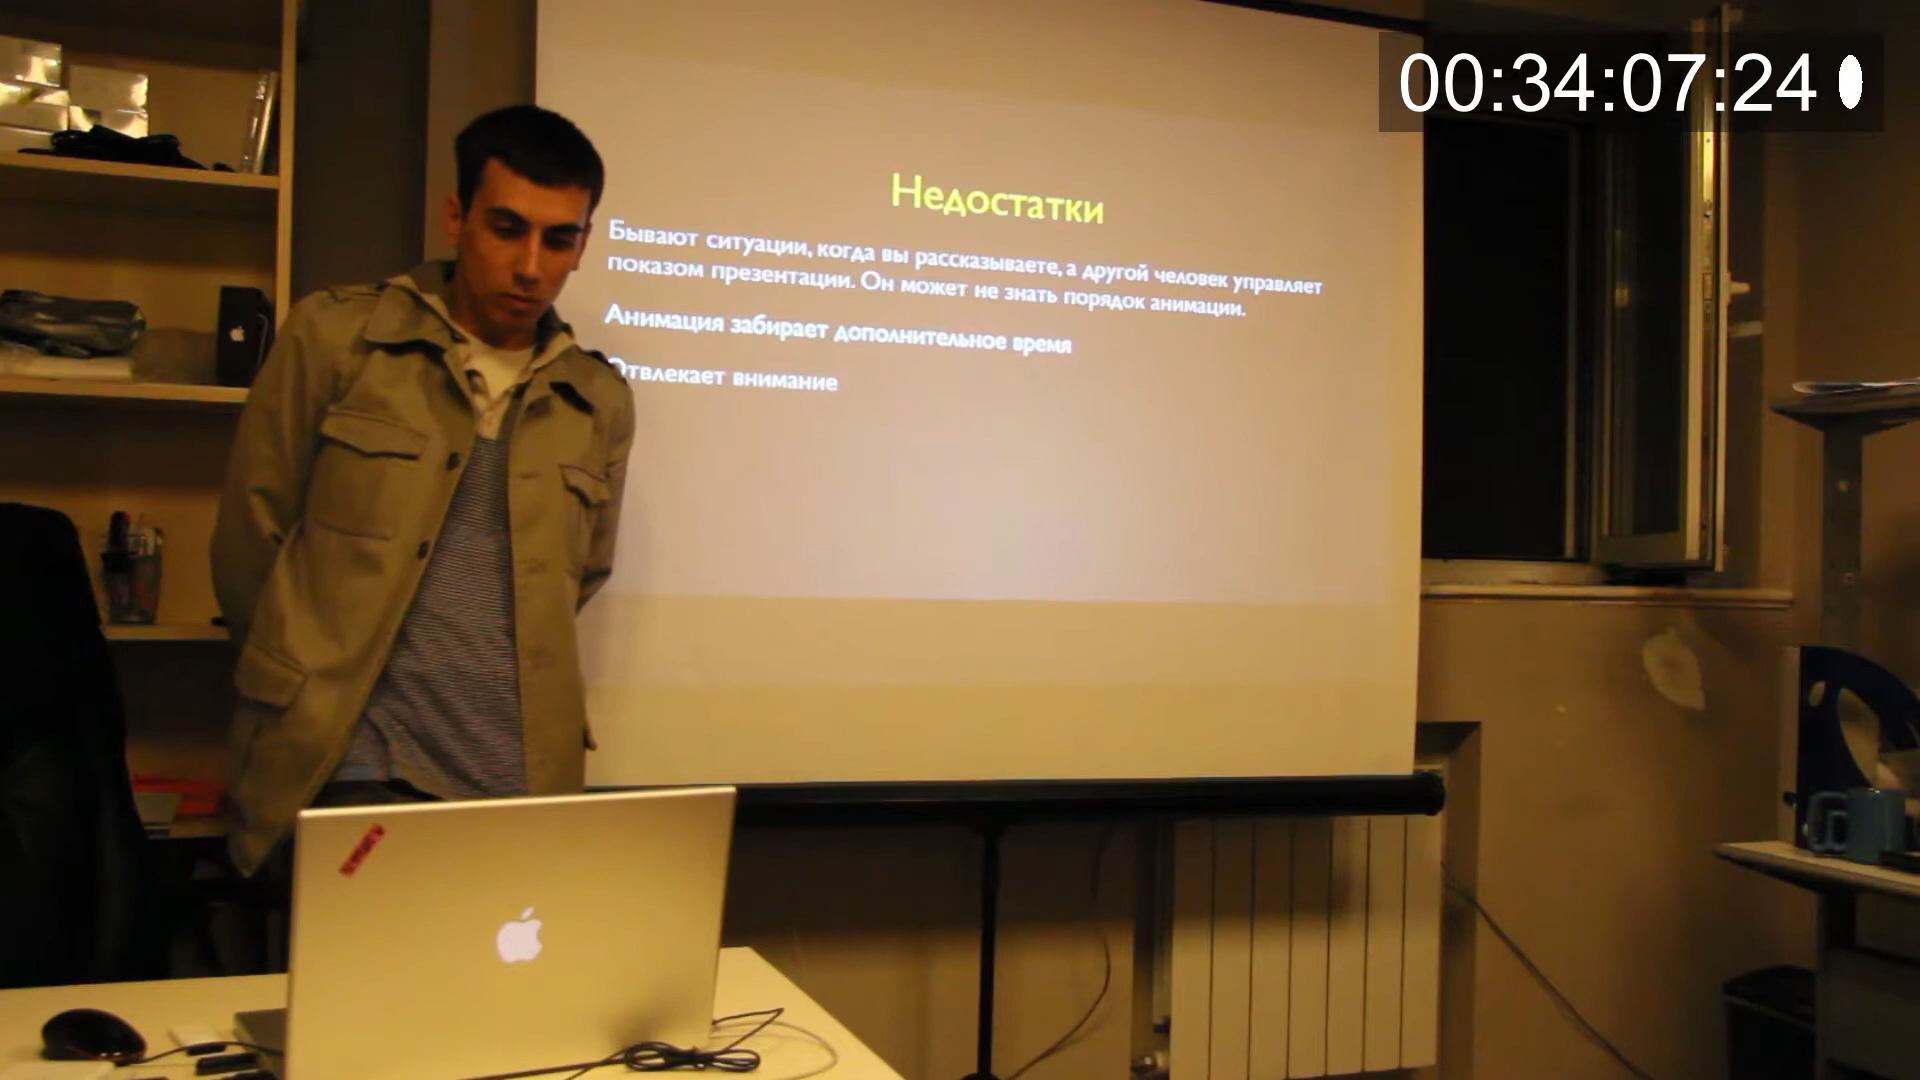 00:34:07:24
Недостатки
Бывают ситуации, когда вы рассказываете, а другой человек управляет
показом презентации. Он может не знать порядок анимации.
Анимация забирает дополнительное время
Отвлекает внимание